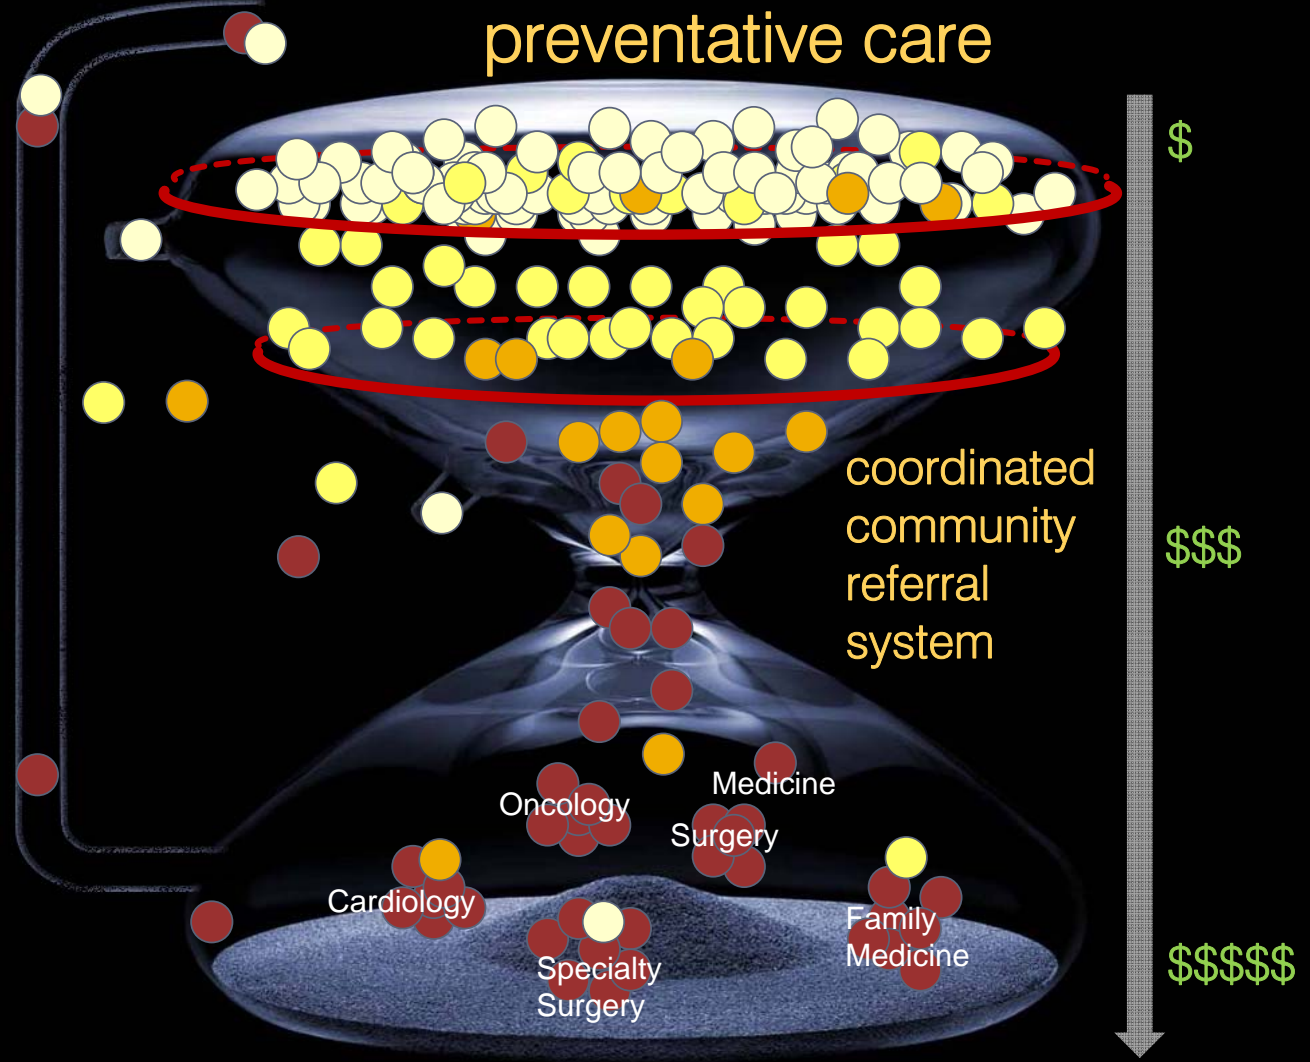 preventative care
$
coordinated
community
referral
system
$$$
Medicine
Oncology
Surgery
Cardiology
Family
Medicine
Specialty
Surgery
$$$$$